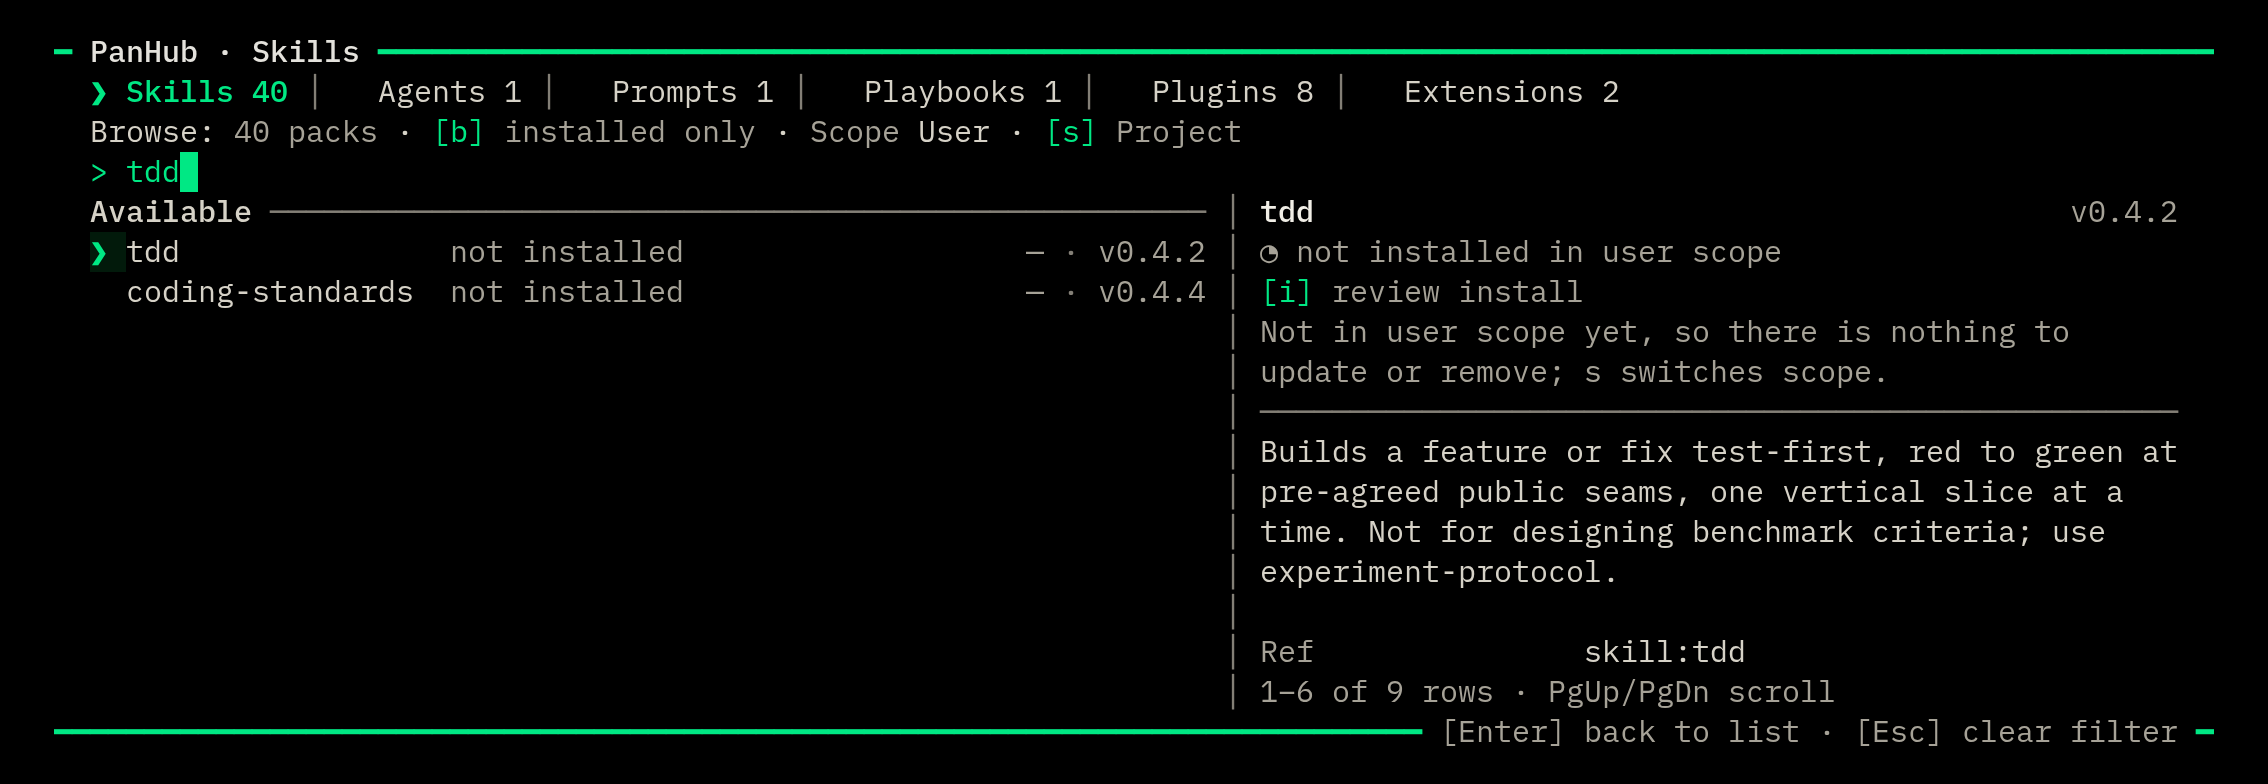 PanHub · Skills
❯ Skills 40 │ Agents 1 │ Prompts 1 │ Playbooks 1 │ Plugins 8 │ Extensions 2
Browse: 40 packs · [b] installed only · Scope User · [s] Project
> tdd
Available
❯ tdd not installed — · v0.4.2
coding-standards not installed — · v0.4.4
tdd v0.4.2
◔ not installed in user scope
[i] review install
Not in user scope yet, so there is nothing to
update or remove; s switches scope.
Builds a feature or fix test-first, red to green at
pre-agreed public seams, one vertical slice at a
time. Not for designing benchmark criteria; use
experiment-protocol.
Ref skill:tdd
1–6 of 9 rows · PgUp/PgDn scroll
[Enter] back to list · [Esc] clear filter